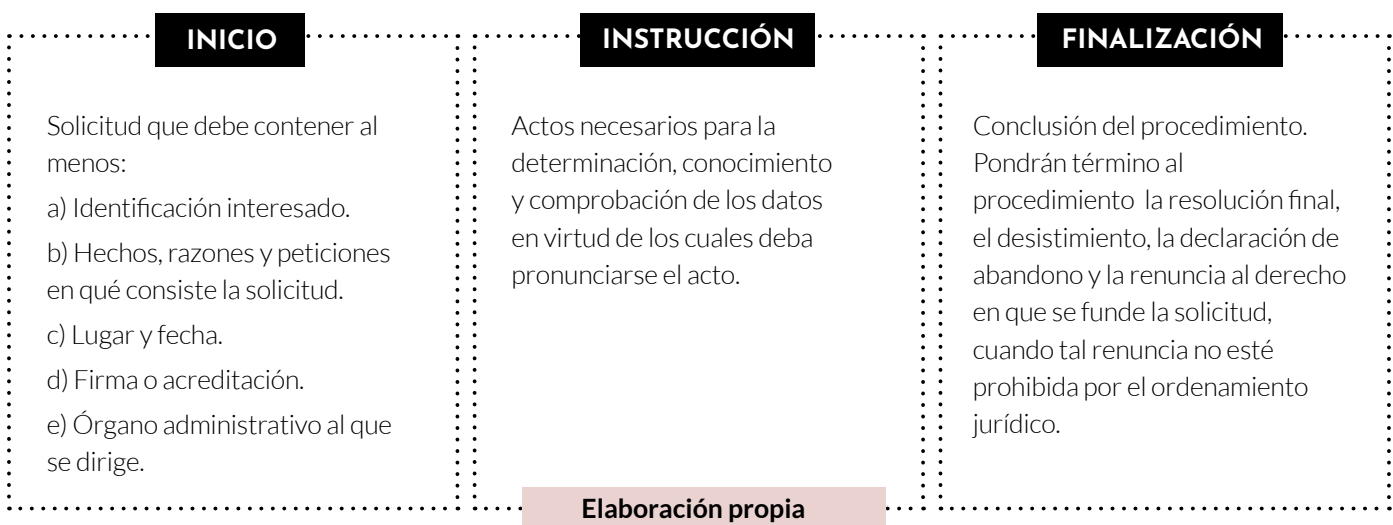 INICIO
Solicitud que debe contener al
menos:
a) Identificación interesado.
b) Hechos, razones y peticiones
en qué consiste la solicitud.
c) Lugar y fecha.
d) Firma o acreditación.
e) Órgano administrativo al que
se dirige.
INSTRUCCIÓN
Actos necesarios para la
determinación, conocimiento
y comprobación de los datos
en virtud de los cuales deba
pronunciarse el acto.
FINALIZACIÓN
Conclusión del procedimiento.
Pondrán término al
procedimiento la resolución final,
el desistimiento, la declaración de
abandono y la renuncia al derecho
en que se funde la solicitud,
cuando tal renuncia no esté
prohibida por el ordenamiento
jurídico.
Elaboración propia